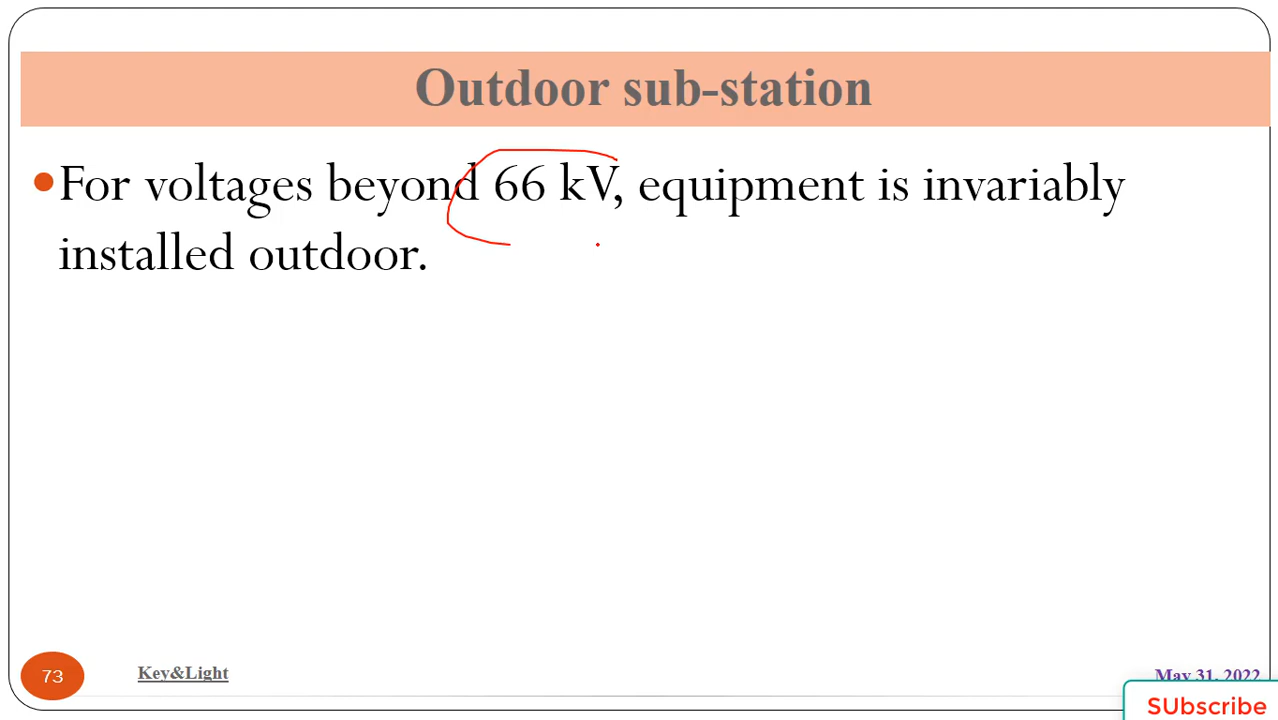 Outdoor sub-station
For voltages beyond 66 kV, equipment is invariably
installed outdoor.
73
Key&Light
May 31, 2022
SUbscribe